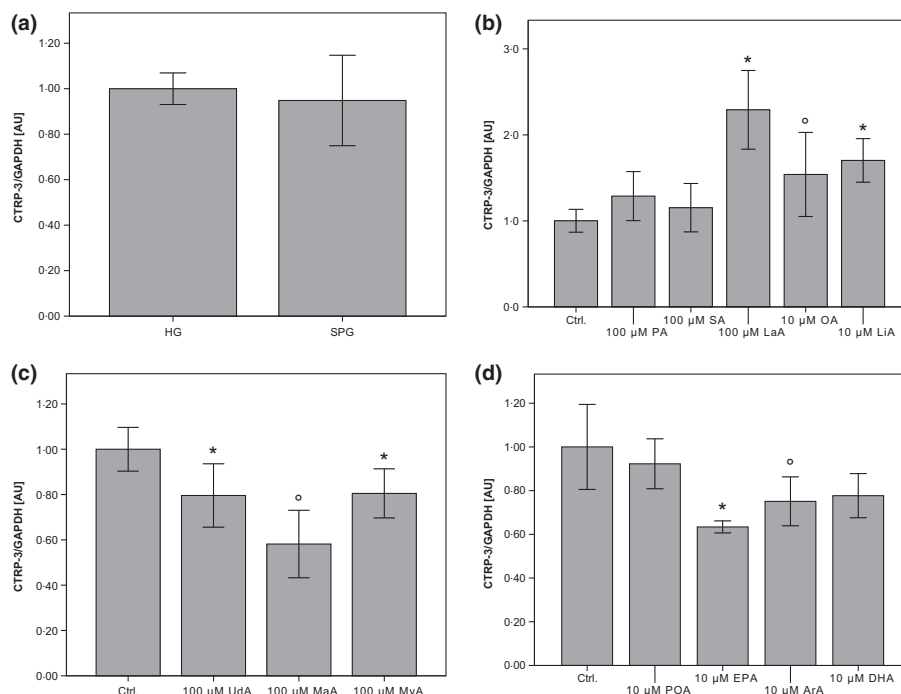 (a)
1·20
1·00
0·80
0·60
0·40
0·20
0·00
CTRP-3/GAPDH [AU]
HG SPG
(b)
3·0
2·0
1·0
0·0
CTRP-3/GAPDH [AU]
* ° *
Ctrl. 100 µM SA 10 µM OA
100 µM PA 100 µM LaA 10 µM LiA
(c)
1·20
1·00
0·80
0·60
0·40
0·20
0·00
CTRP-3/GAPDH [AU]
* ° *
Ctrl. 100 µM UdA 100 µM MaA 100 µM MyA
(d)
1·20
1·00
0·80
0·60
0·40
0·20
0·00
CTRP-3/GAPDH [AU]
* °
Ctrl. 10 µM EPA 10 µM DHA
10 µM POA 10 µM ArA